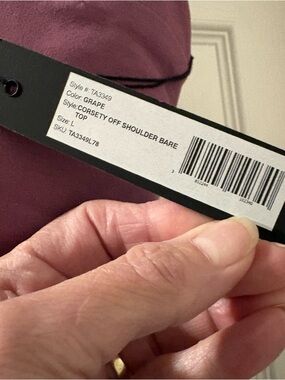 Style #: TA3349
Color: GRAPE
Style: CORSETY OFF SHOULDER BARE
TOP
Size: L
SKU: TA3349L78